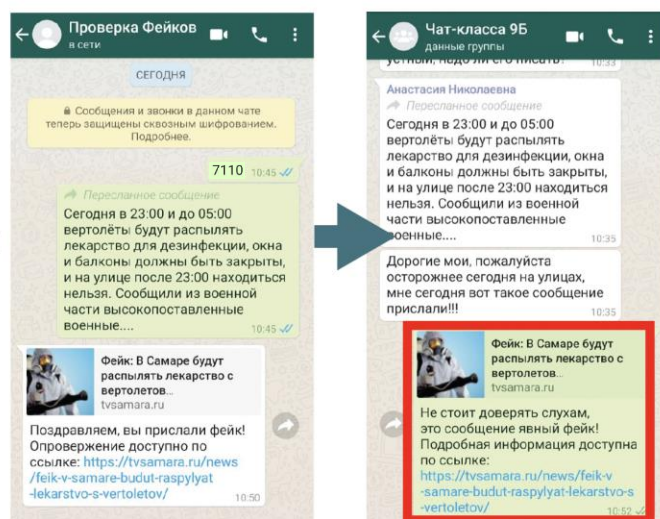 Проверка Фейков
в сети
СЕГОДНЯ
Сообщения и звонки в данном чате
теперь защищены сквозным шифрованием.
Подробнее.
7110 10:45
Пересланное сообщение
Сегодня в 23:00 и до 05:00
вертолёты будут распылять
лекарство для дезинфекции, окна
и балконы должны быть закрыты,
и на улице после 23:00 находиться
нельзя. Сообщили из военной
части высокопоставленные
военные....
10:45
Фейк: В Самаре будут
распылять лекарство с
вертолетов...
tvsamara.ru
Поздравляем, вы прислали фейк!
Опровержение доступно по
ссылке: https://tvsamara.ru/news
/feik-v-samare-budut-raspylyat
-lekarstvo-s-vertoletov/
10:50
Чат-класса 9Б
данные группы
устный, надо ли его писать?
10:33
Анастасия Николаевна
Пересланное сообщение
Сегодня в 23:00 и до 05:00
вертолёты будут распылять
лекарство для дезинфекции, окна
и балконы должны быть закрыты,
и на улице после 23:00 находиться
нельзя. Сообщили из военной
части высокопоставленные
военные....
10:35
Дорогие мои, пожалуйста
осторожнее сегодня на улицах,
мне сегодня вот такое сообщение
прислали!!!
10:35
Фейк: В Самаре будут
распылять лекарство с
вертолетов...
tvsamara.ru
Не стоит доверять слухам,
это сообщение явный фейк!
Подробная информация доступна
по ссылке:
https://tvsamara.ru/news/feik-v
-samare-budut-raspylyat-lekarstvo-s
-vertoletov/
10:52